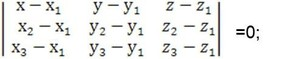 | x − x₁ y − y₁ z − z₁ |
| x₂ − x₁ y₂ − y₁ z₂ − z₁ | =0;
| x₃ − x₁ y₃ − y₁ z₃ − z₁ |